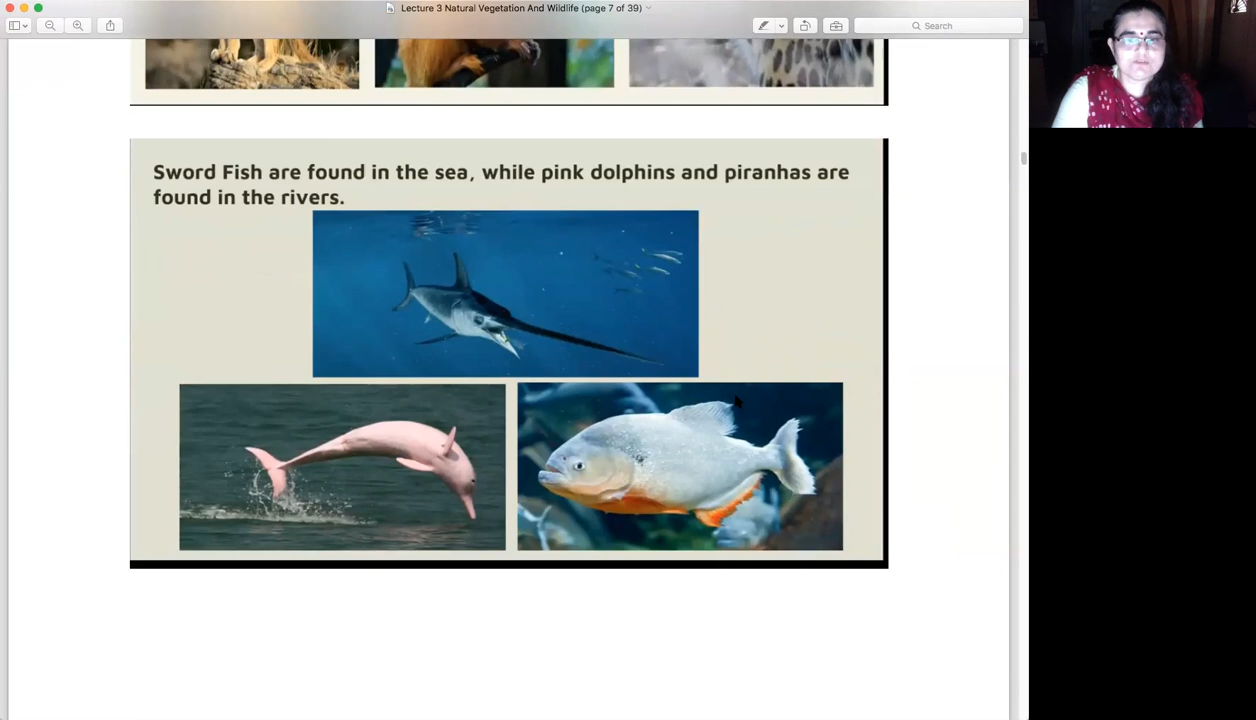 Lecture 3 Natural Vegetation And Wildlife (page 7 of 39)
Search
Sword Fish are found in the sea, while pink dolphins and piranhas are
found in the rivers.